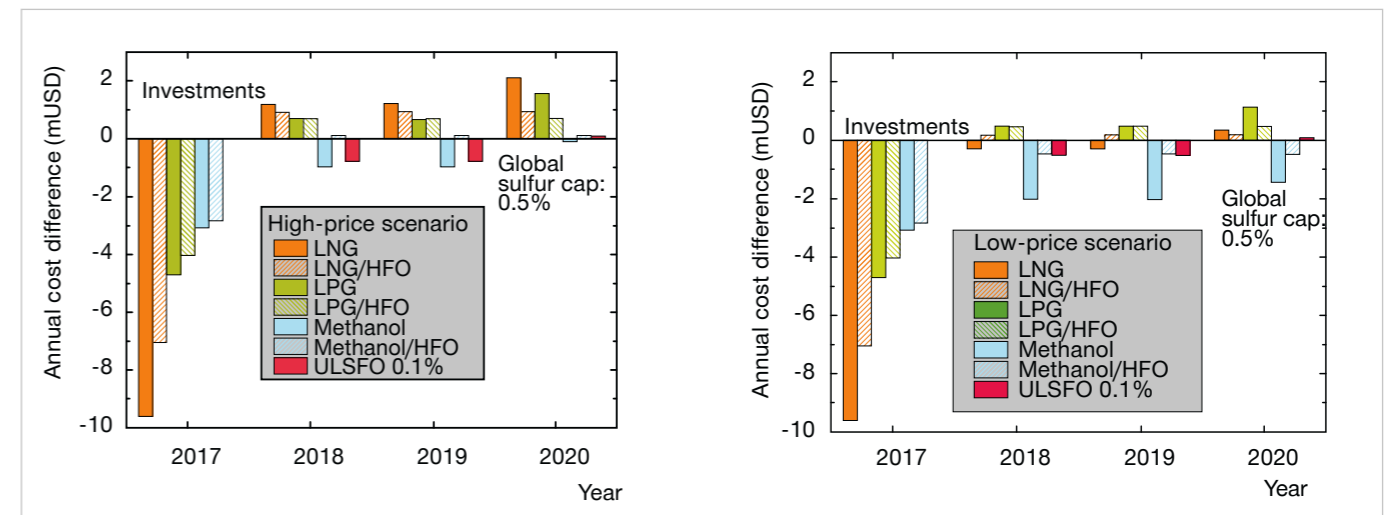 Annual cost difference (mUSD)
2
0
-2
-4
-6
-8
-10
Investments
Global
sulfur cap:
0.5%
High-price scenario
LNG
LNG/HFO
LPG
LPG/HFO
Methanol
Methanol/HFO
ULSFO 0.1%
2017
2018
2019
2020
Year
Annual cost difference (mUSD)
2
0
-2
-4
-6
-8
-10
Investments
Global
sulfur cap:
0.5%
Low-price scenario
LNG
LNG/HFO
LPG
LPG/HFO
Methanol
Methanol/HFO
ULSFO 0.1%
2017
2018
2019
2020
Year